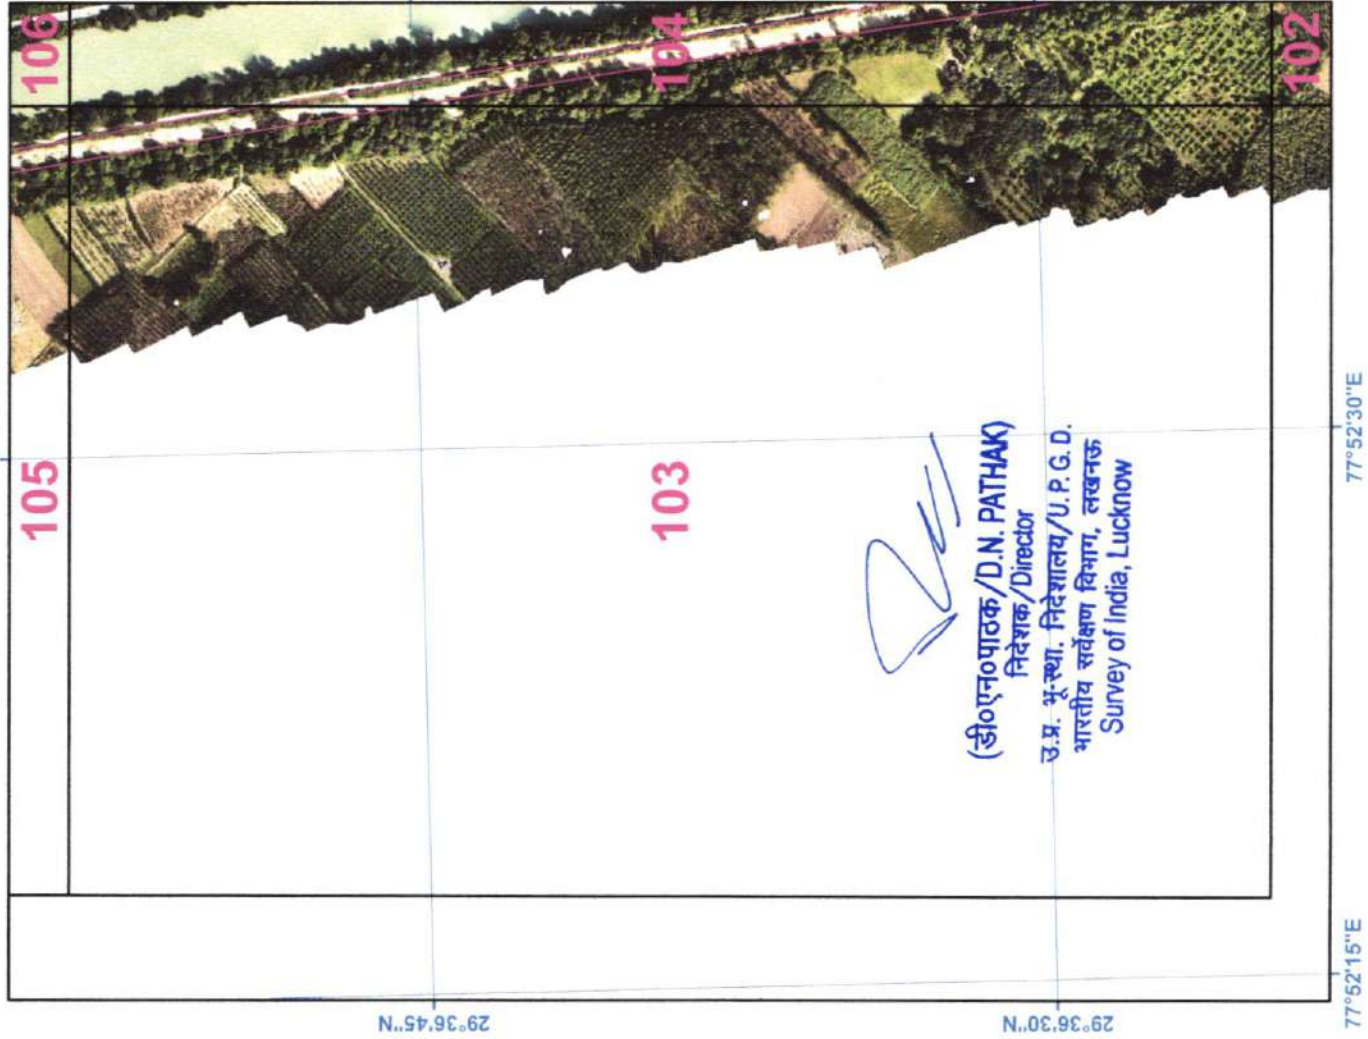 106
104
102
105
103
(डी०एन०पाठक/D.N. PATHAK)
निदेशक/Director
उ.प्र. भू-स्था. निदेशालय/U.P.G.D.
भारतीय सर्वेक्षण विभाग, लखनऊ
Survey of India, Lucknow
29°36'45"N
29°36'30"N
77°52'15"E
77°52'30"E